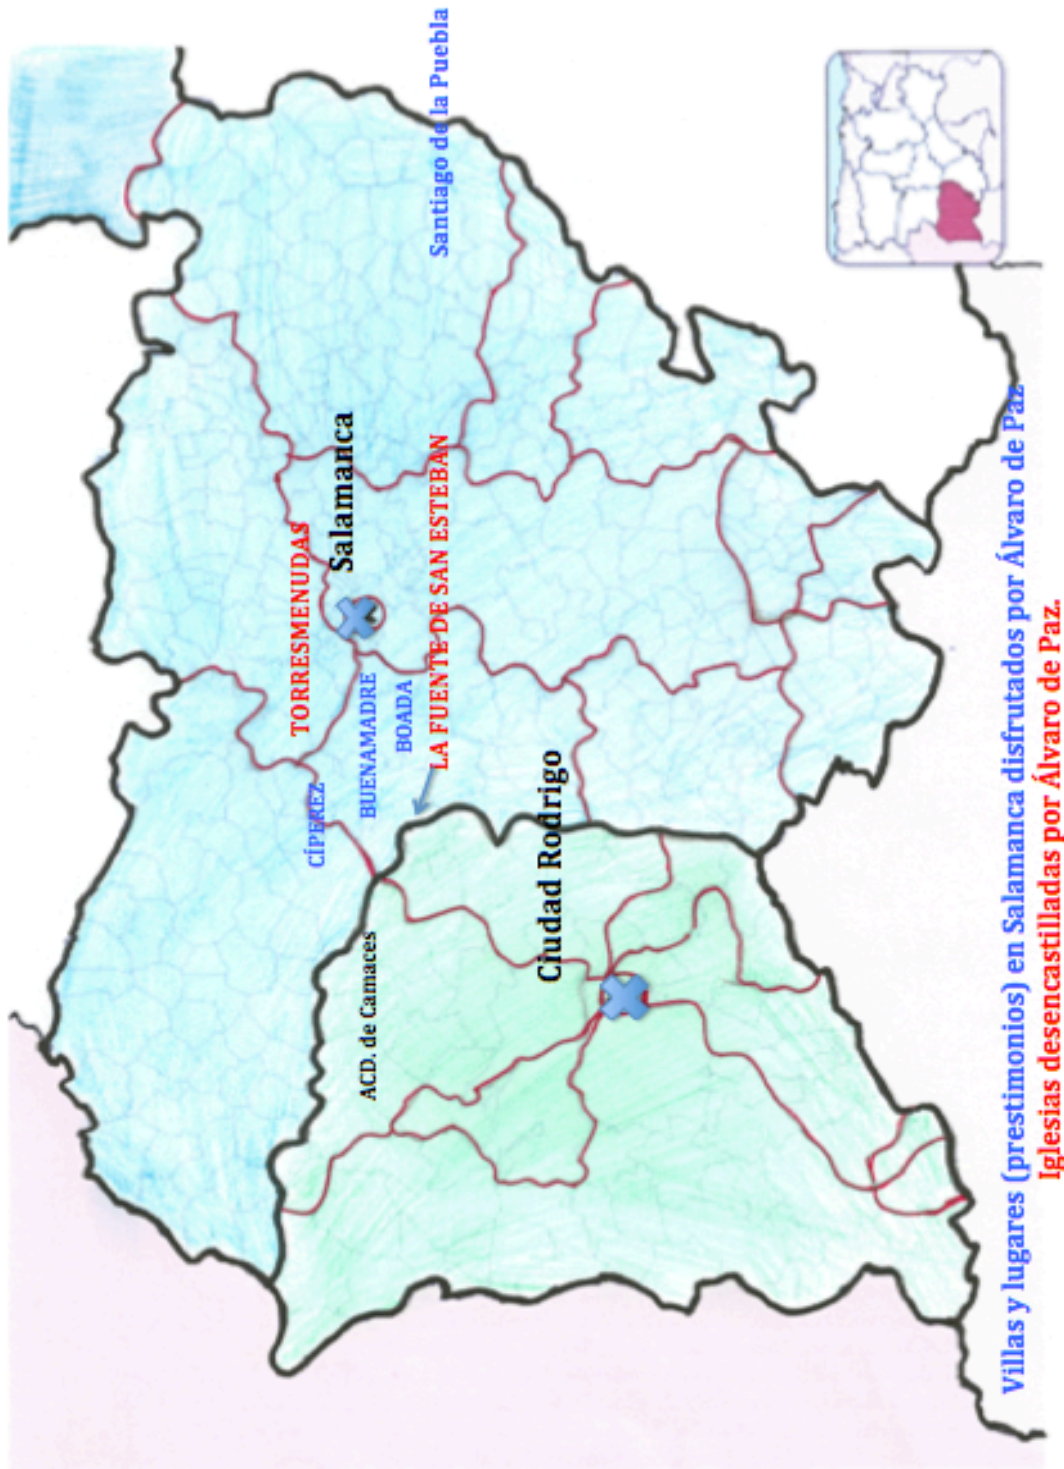 TORRESMENUDAS
Salamanca
CÍPEREZ
BUENAMADRE
BOADA
ACD. de Camaces
LA FUENTE DE SAN ESTEBAN
Santiago de la Puebla
Ciudad Rodrigo
Villas y lugares (prestimonios) en Salamanca disfrutados por Álvaro de Paz
Iglesias desencastilladas por Álvaro de Paz.